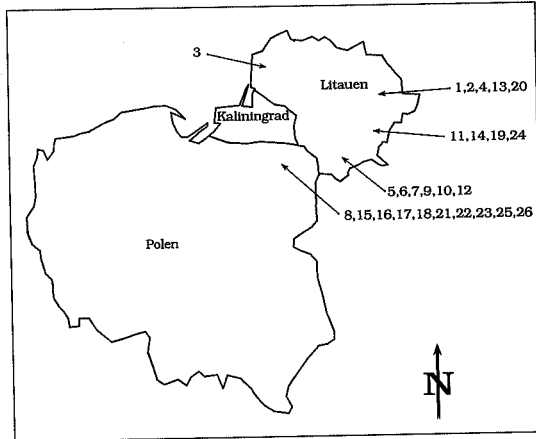 3
Litauen
1,2,4,13,20
Kaliningrad
11,14,19,24
5,6,7,9,10,12
8,15,16,17,18,21,22,23,25,26
Polen
N